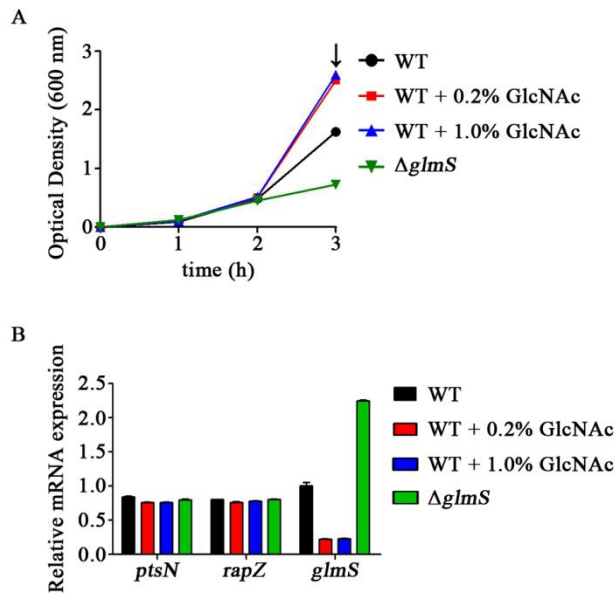 A
Optical Density (600 nm)
3
2
1
0
0 1 2 3
time (h)
WT
WT + 0.2% GlcNAc
WT + 1.0% GlcNAc
ΔglmS
B
Relative mRNA expression
2.5
2.0
1.5
1.0
0.5
0.0
ptsN rapZ glmS
WT
WT + 0.2% GlcNAc
WT + 1.0% GlcNAc
ΔglmS